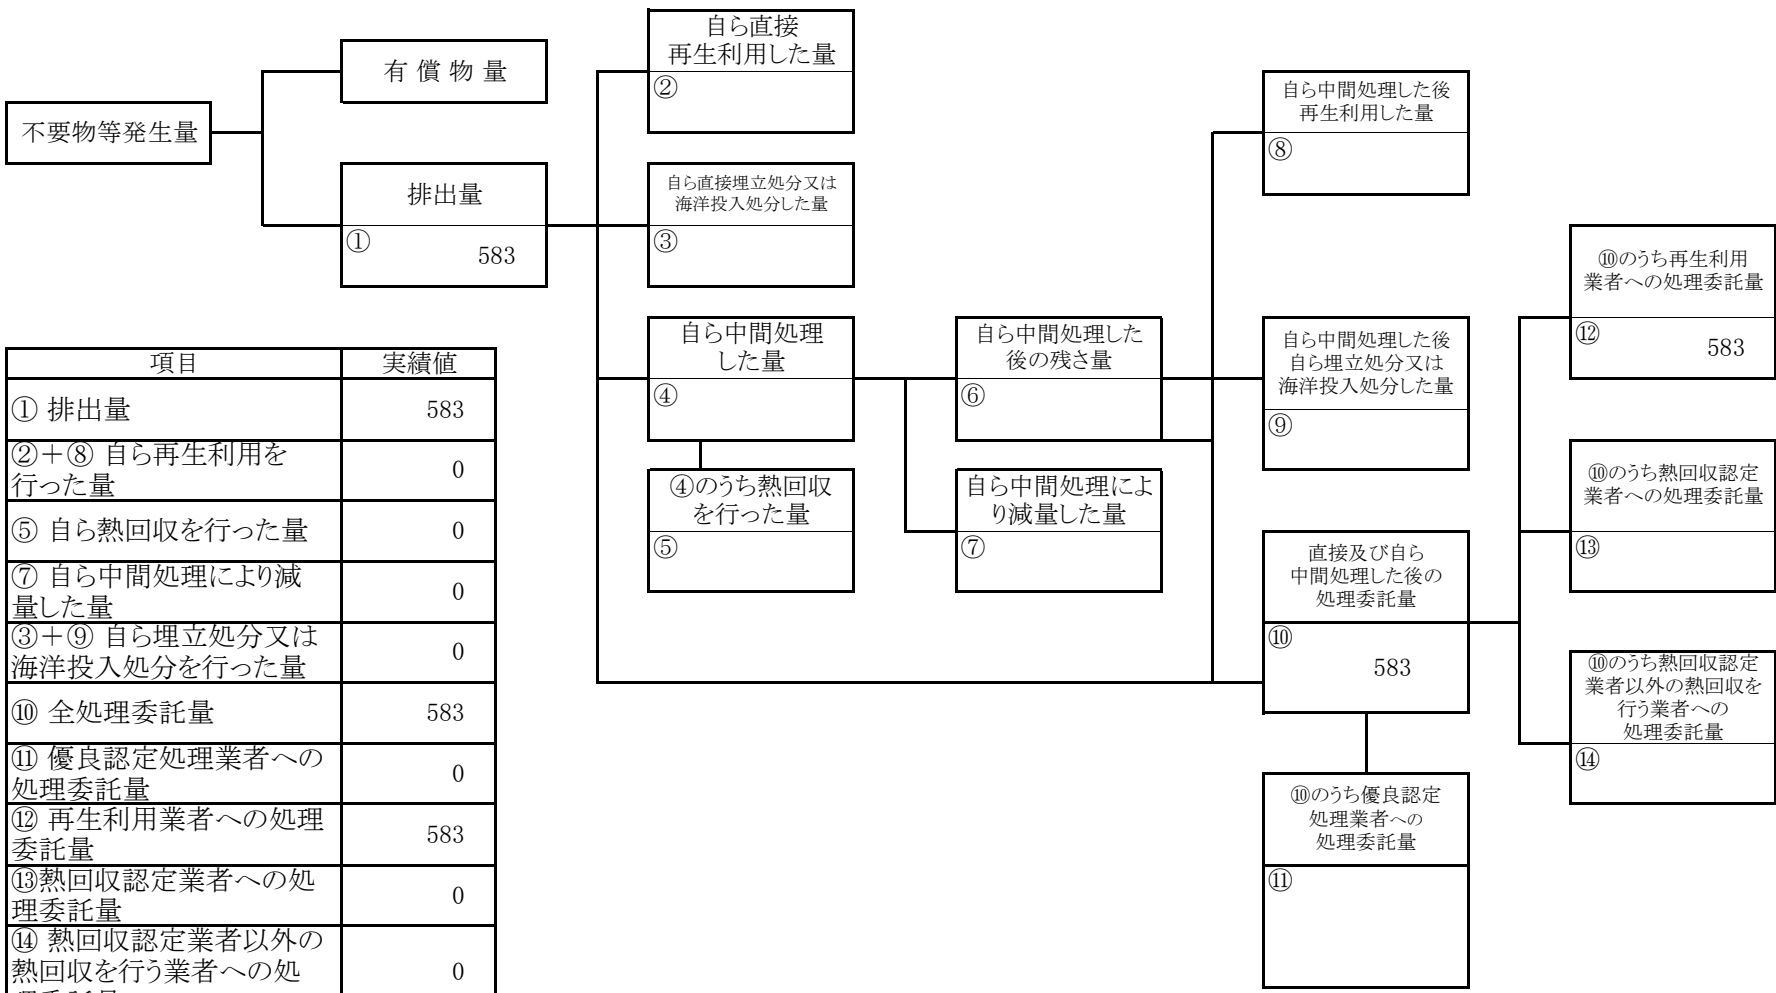 不要物等発生量
有償物量
排出量
①
583
自ら直接
再生利用した量
②
自ら直接埋立処分又は
海洋投入処分した量
③
自ら中間処理
した量
④
④のうち熱回収
を行った量
⑤
自ら中間処理した
後の残さ量
⑥
自ら中間処理によ
り減量した量
⑦
自ら中間処理した後
再生利用した量
⑧
自ら中間処理した後
自ら埋立処分又は
海洋投入処分した量
⑨
直接及び自ら
中間処理した後の
処理委託量
⑩
583
⑩のうち優良認定
処理業者への
処理委託量
⑪
⑩のうち再生利用
業者への処理委託量
⑫
583
⑩のうち熱回収認定
業者への処理委託量
⑬
⑩のうち熱回収認定
業者以外の熱回収を
行う業者への
処理委託量
⑭
項目 実績値
① 排出量 583
②＋⑧ 自ら再生利用を
行った量 0
⑤ 自ら熱回収を行った量 0
⑦ 自ら中間処理により減
量した量 0
③＋⑨ 自ら埋立処分又は
海洋投入処分を行った量 0
⑩ 全処理委託量 583
⑪ 優良認定処理業者への
処理委託量 0
⑫ 再生利用業者への処理
委託量 583
⑬熱回収認定業者への処
理委託量 0
⑭ 熱回収認定業者以外の
熱回収を行う業者への処 0